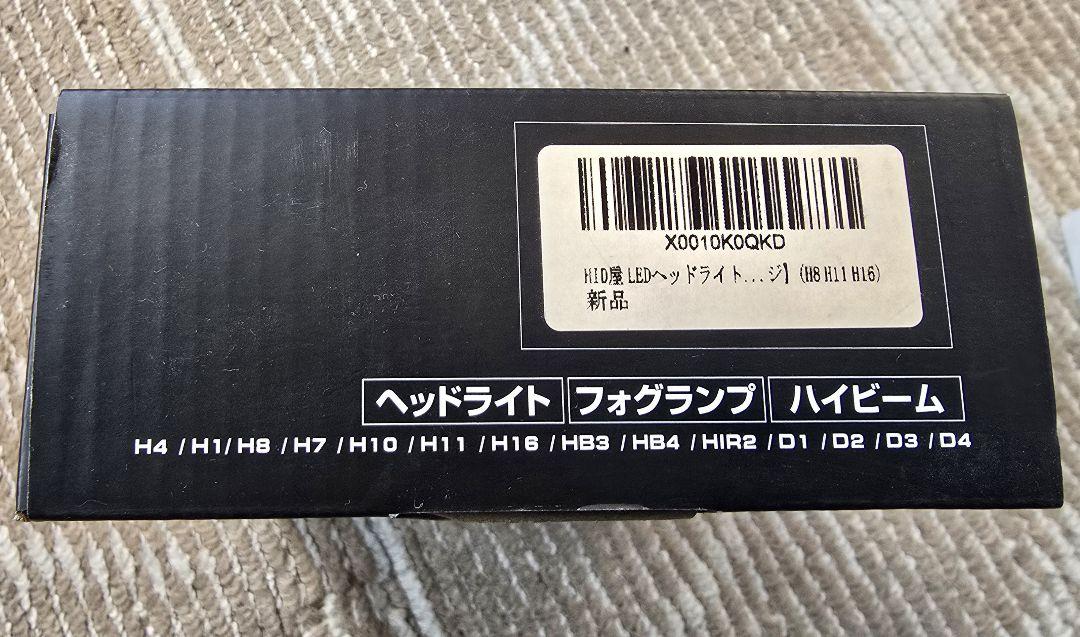 X0010K0QKD
HID屋 LEDヘッドライト...ジ】 (H8 H11 H16)
新品
ヘッドライト フォグランプ ハイビーム
H4 / H1/ H8 / H7 / H10 / H11 / H16 / HB3 / HB4 / HIR2 / D1 / D2 / D3 / D4